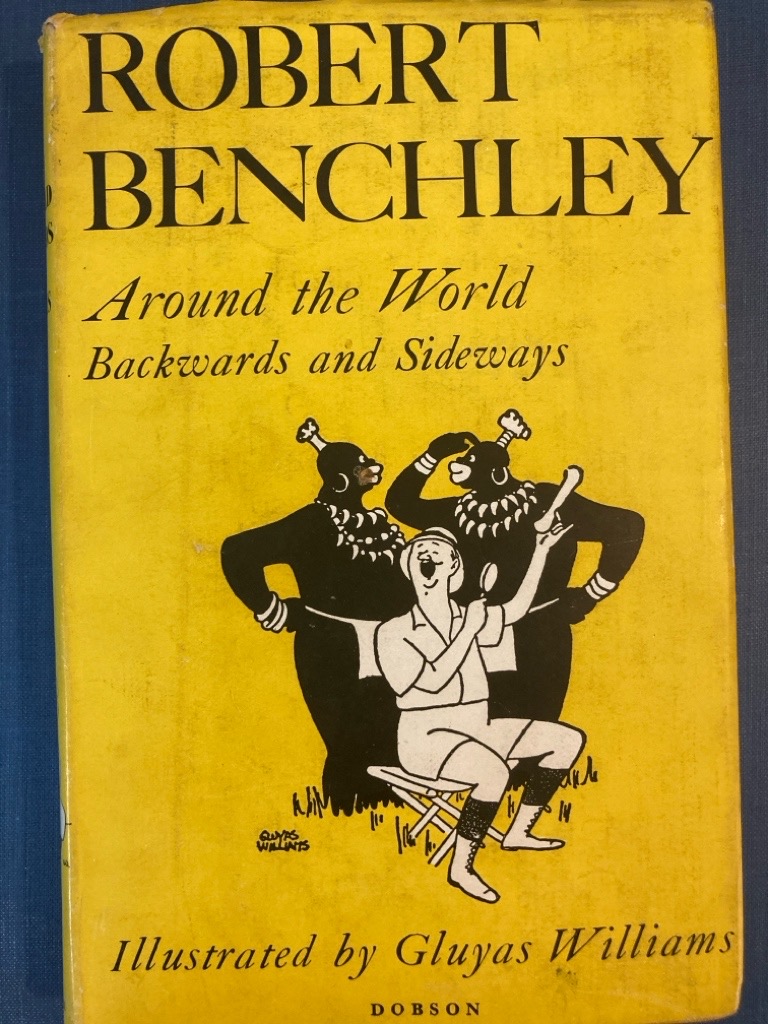 ROBERT
BENCHLEY
Around the World
Backwards and Sideways
GLUYAS
WILLIAMS
Illustrated by Gluyas Williams
DOBSON